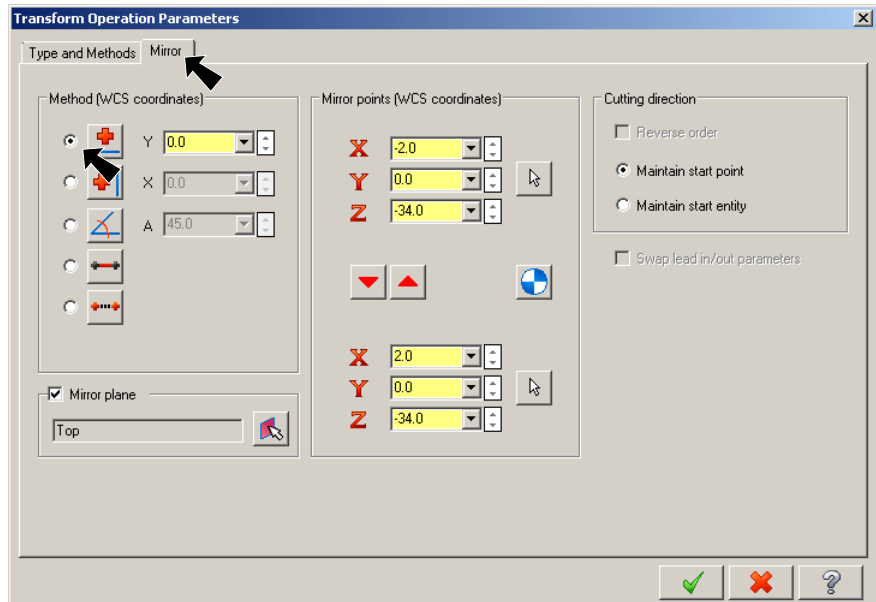 Transform Operation Parameters
Type and Methods Mirror
Method (WCS coordinates)
Y 0.0
X 0.0
A 45.0
Mirror plane
Top
Mirror points (WCS coordinates)
X -2.0
Y 0.0
Z -34.0
X 2.0
Y 0.0
Z -34.0
Cutting direction
Reverse order
Maintain start point
Maintain start entity
Swap lead in/out parameters